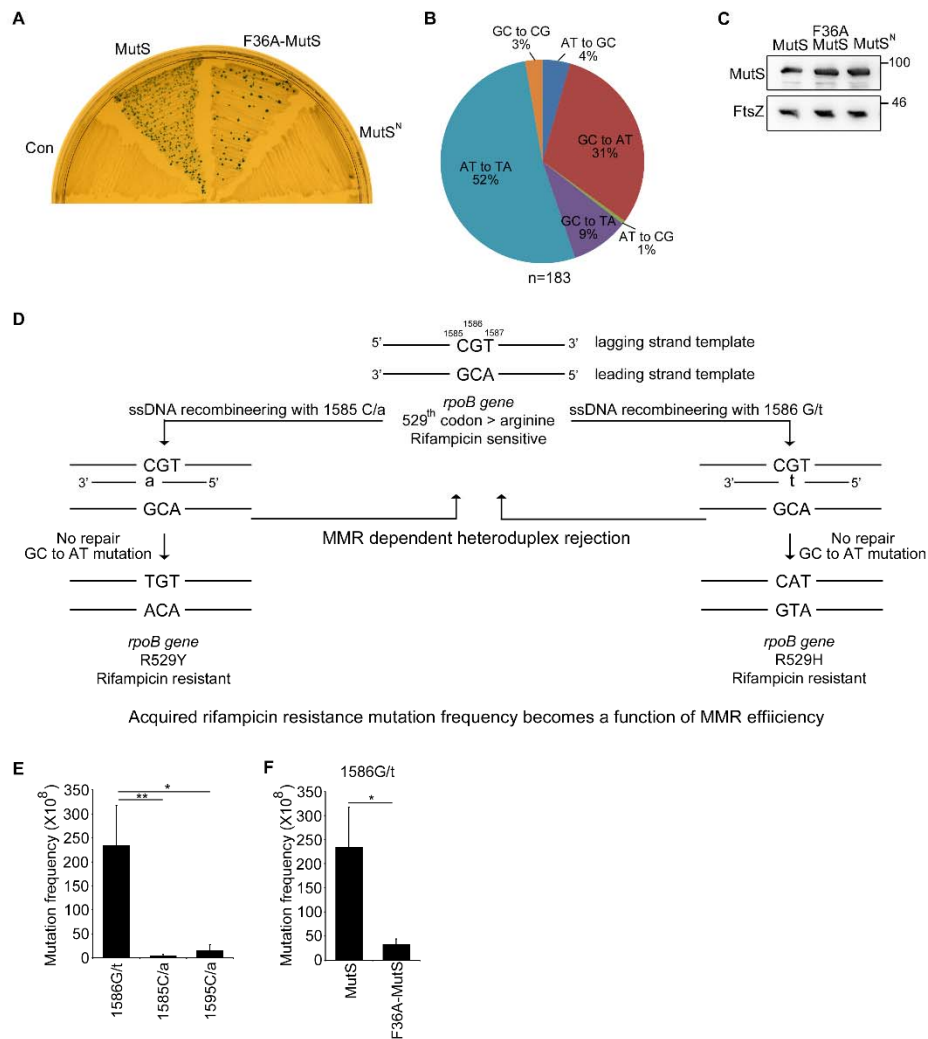 A
MutS
F36A-MutS
Con
MutSᴺ
B
GC to CG
3%
AT to GC
4%
GC to AT
31%
AT to TA
52%
GC to TA
9%
AT to CG
1%
n=183
C
F36A
MutS MutS MutSᴺ
MutS
100
FtsZ
46
D
1586
1585 1587
5’ CGT 3’ lagging strand template
3’ GCA 5’ leading strand template
rpoB gene
ssDNA recombineering with 1585 C/a
529th codon > arginine
ssDNA recombineering with 1586 G/t
Rifampicin sensitive
CGT
3’ a 5’
GCA
CGT
3’ t 5’
GCA
MMR dependent heteroduplex rejection
No repair
GC to AT mutation
No repair
GC to AT mutation
TGT
ACA
CAT
GTA
rpoB gene
R529Y
Rifampicin resistant
rpoB gene
R529H
Rifampicin resistant
Acquired rifampicin resistance mutation frequency becomes a function of MMR effiiciency
E
Mutation frequency (X10⁸)
350
300
250
200
150
100
50
0
*
**
1586G/t
1585C/a
1595C/a
F
1586G/t
Mutation frequency (X10⁸)
350
300
250
200
150
100
50
0
*
MutS
F36A-MutS